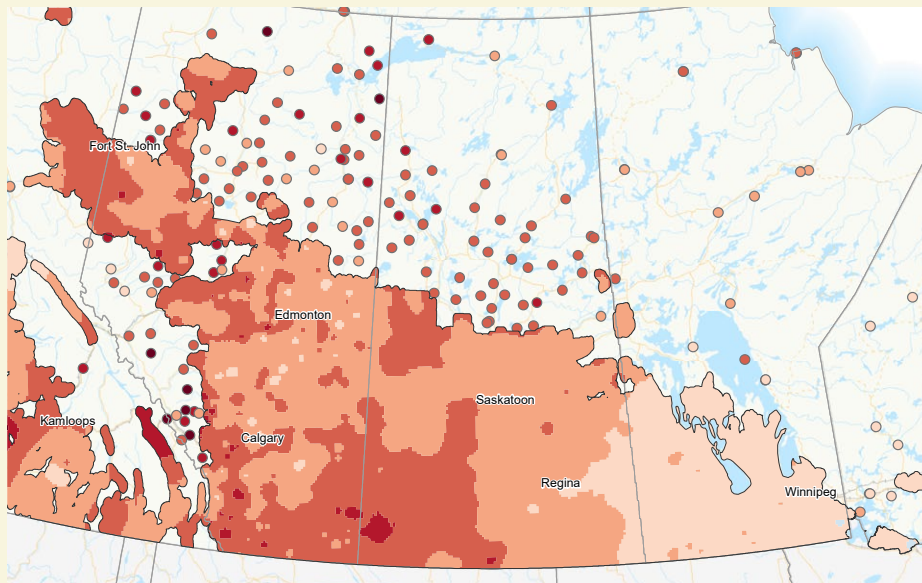 Fort St. John
Edmonton
Saskatoon
Kamloops
Calgary
Regina
Winnipeg